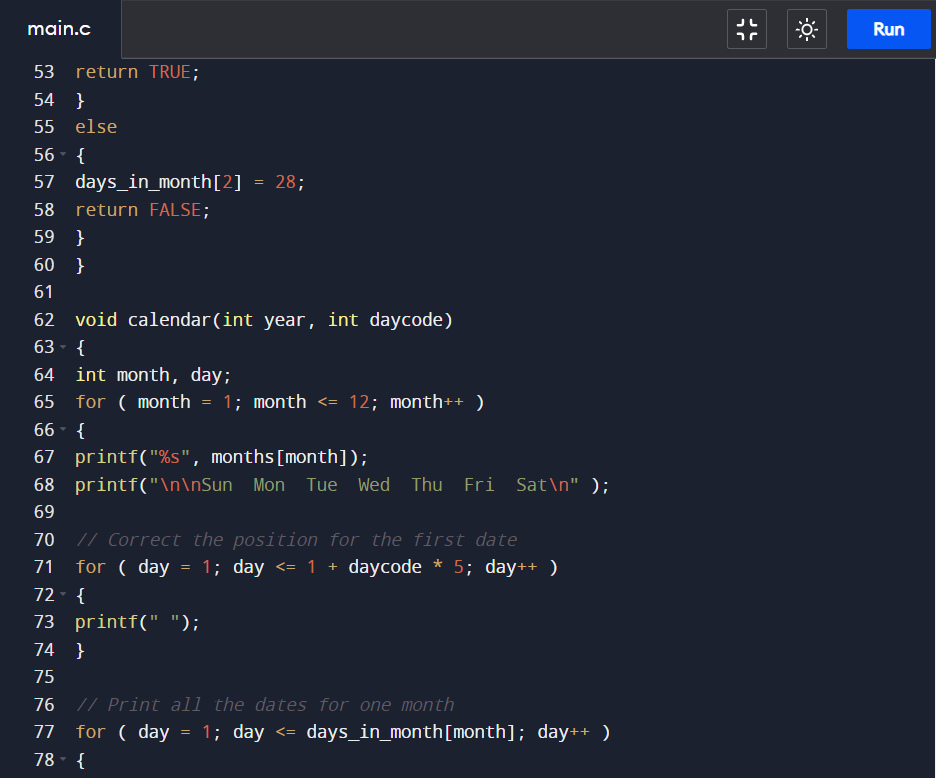 main.c
Run
53 return TRUE;
54 }
55 else
56 {
57 days_in_month[2] = 28;
58 return FALSE;
59 }
60 }
61
62 void calendar(int year, int daycode)
63 {
64 int month, day;
65 for ( month = 1; month <= 12; month++ )
66 {
67 printf("%s", months[month]);
68 printf("\n\nSun  Mon  Tue  Wed  Thu  Fri  Sat\n" );
69
70 // Correct the position for the first date
71 for ( day = 1; day <= 1 + daycode * 5; day++ )
72 {
73 printf(" ");
74 }
75
76 // Print all the dates for one month
77 for ( day = 1; day <= days_in_month[month]; day++ )
78 {